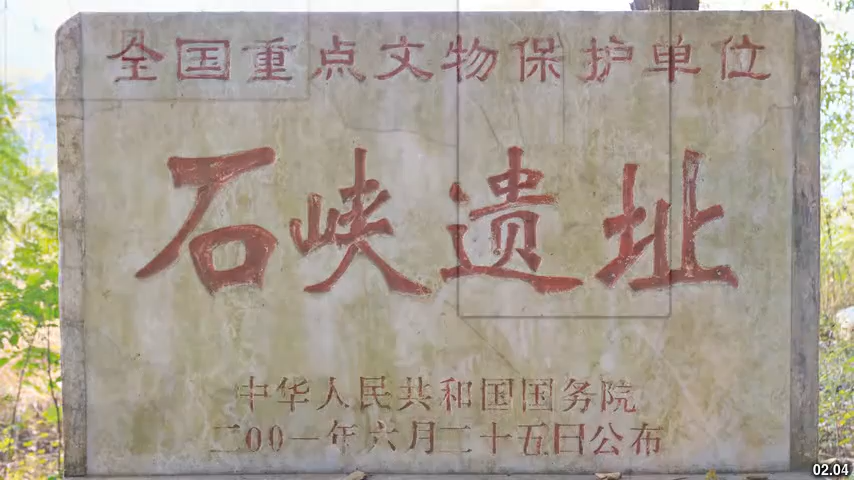 全国重点文物保护单位
石峡遗址
中华人民共和国国务院
二00一年六月二十五日公布
02.04